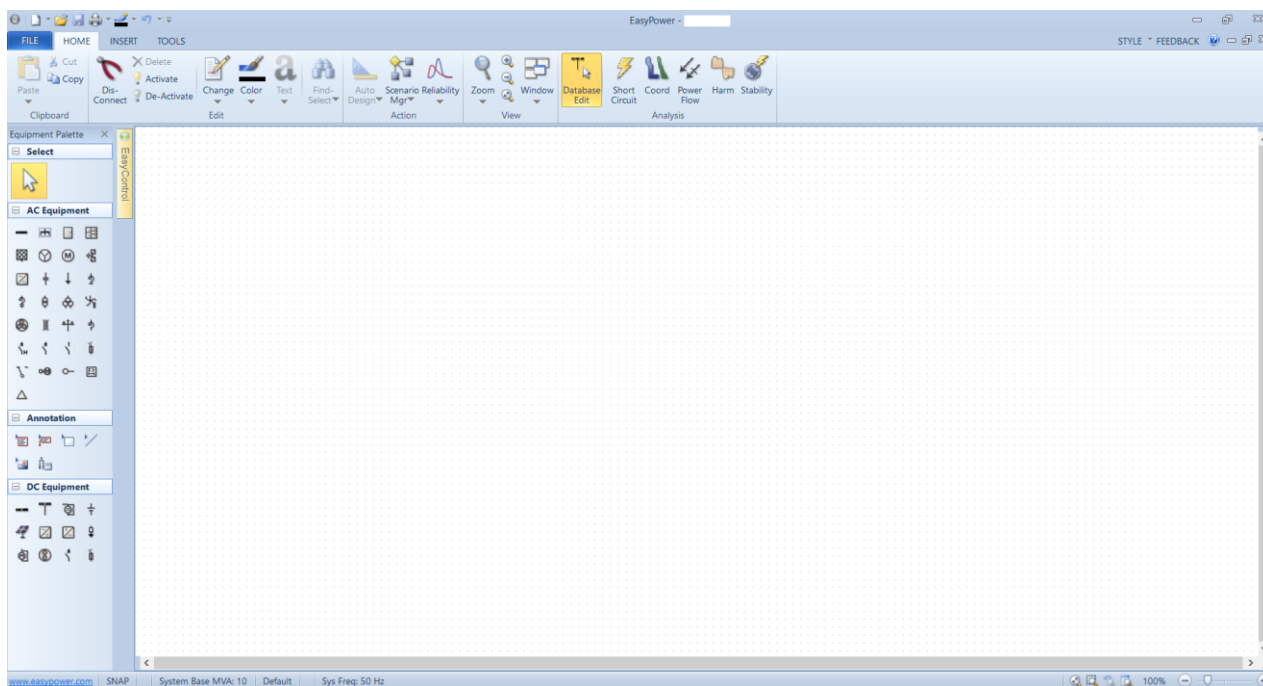 EasyPower -
FILE HOME INSERT TOOLS STYLE FEEDBACK
Paste
Cut
Copy
Clipboard
Dis-
Connect
Delete
Activate
De-Activate
Change
Color
Text
Find-
Select
Edit
Auto
Design
Scenario
Mgr
Reliability
Action
Zoom
Window
View
Database
Edit
Short
Circuit
Coord
Power
Flow
Harm
Stability
Analysis
Equipment Palette
Select
AC Equipment
Annotation
DC Equipment
EasyControl
www.easypower.com SNAP System Base MVA: 10 Default Sys Freq: 50 Hz 100%